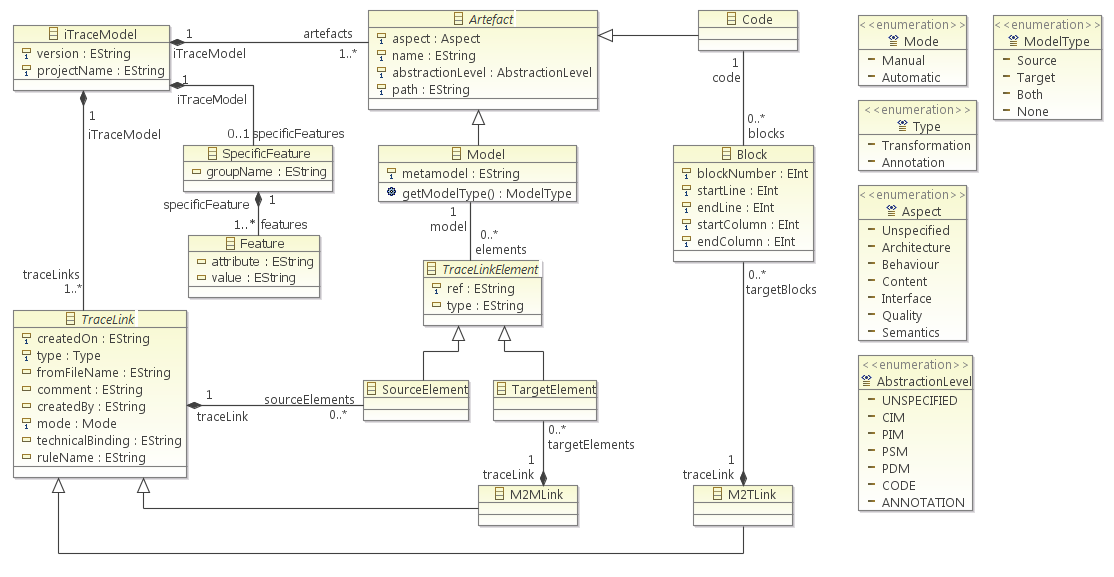 iTraceModel
version : EString
projectName : EString
1
iTraceModel
artefacts
1..*
Artefact
aspect : Aspect
name : EString
abstractionLevel : AbstractionLevel
path : EString
Code
1
code
0..*
blocks
1
iTraceModel
0..1 specificFeatures
SpecificFeature
groupName : EString
specificFeature
1
1..* features
Feature
attribute : EString
value : EString
1
iTraceModel
traceLinks
1..*
Model
metamodel : EString
getModelType() : ModelType
1
model
0..*
elements
TraceLinkElement
ref : EString
type : EString
Block
blockNumber : EInt
startLine : EInt
endLine : EInt
startColumn : EInt
endColumn : EInt
0..*
targetBlocks
TraceLink
createdOn : EString
type : Type
fromFileName : EString
comment : EString
createdBy : EString
mode : Mode
technicalBinding : EString
ruleName : EString
1
traceLink
sourceElements
0..*
SourceElement
TargetElement
0..*
targetElements
1
traceLink
M2MLink
1
traceLink
M2TLink
<<enumeration>>
Mode
Manual
Automatic
<<enumeration>>
ModelType
Source
Target
Both
None
<<enumeration>>
Type
Transformation
Annotation
<<enumeration>>
Aspect
Unspecified
Architecture
Behaviour
Content
Interface
Quality
Semantics
<<enumeration>>
AbstractionLevel
UNSPECIFIED
CIM
PIM
PSM
PDM
CODE
ANNOTATION